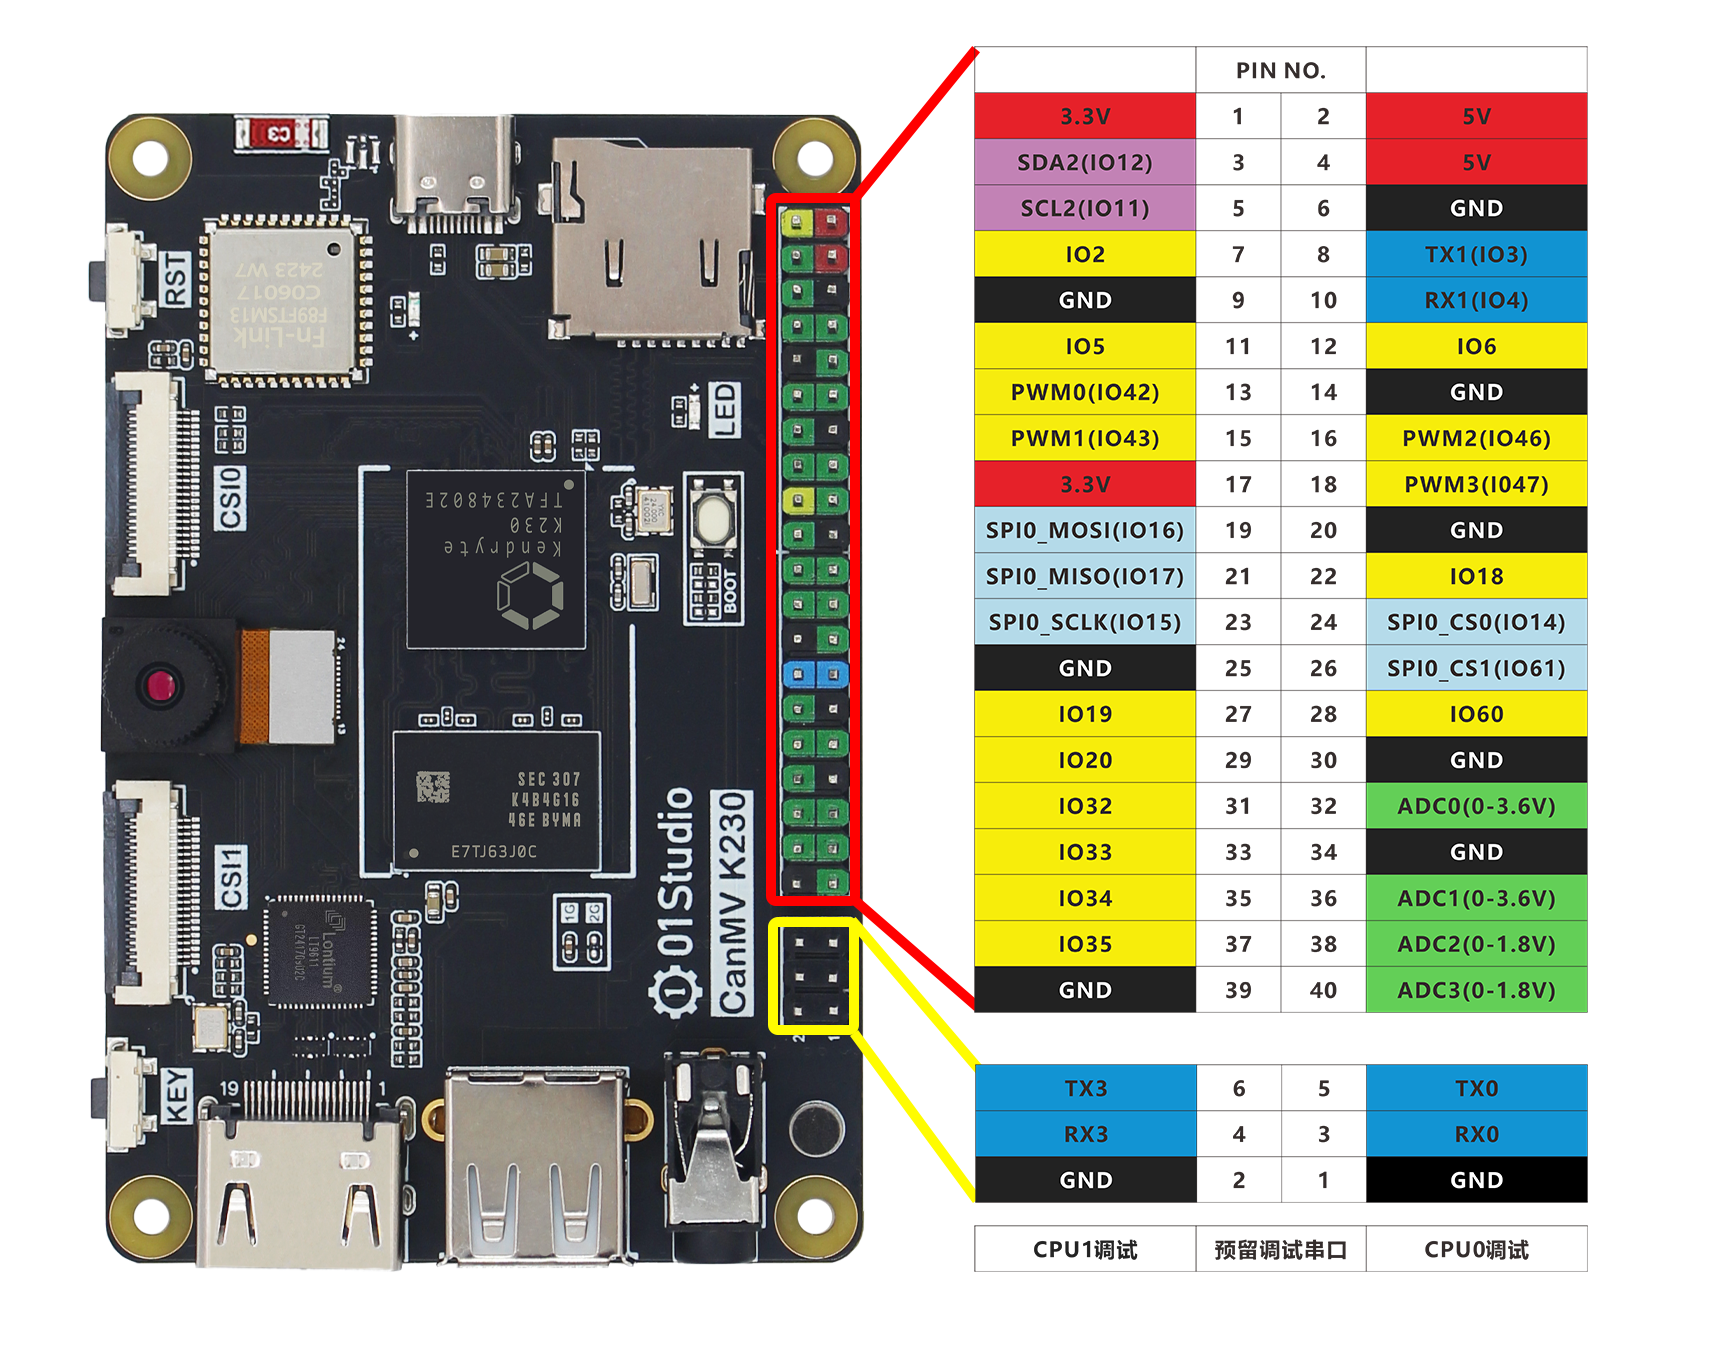 PIN NO.
3.3V 1 2 5V
SDA2(IO12) 3 4 5V
SCL2(IO11) 5 6 GND
IO2 7 8 TX1(IO3)
GND 9 10 RX1(IO4)
IO5 11 12 IO6
PWM0(IO42) 13 14 GND
PWM1(IO43) 15 16 PWM2(IO46)
3.3V 17 18 PWM3(IO47)
SPI0_MOSI(IO16) 19 20 GND
SPI0_MISO(IO17) 21 22 IO18
SPI0_SCLK(IO15) 23 24 SPI0_CS0(IO14)
GND 25 26 SPI0_CS1(IO61)
IO19 27 28 IO60
IO20 29 30 GND
IO32 31 32 ADC0(0-3.6V)
IO33 33 34 GND
IO34 35 36 ADC1(0-3.6V)
IO35 37 38 ADC2(0-1.8V)
GND 39 40 ADC3(0-1.8V)
TX3 6 5 TX0
RX3 4 3 RX0
GND 2 1 GND
CPU1调试 预留调试串口 CPU0调试
C3
RST
Fn-Link
F89FTSM13
C06017
2423 W7
LED
CSI0
Kendryte
K230
TFA234802E
BOOT
24
13
SEC 307
K4B4G16
46E BYMA
E7TJ63J0C
CSI1
Lontium
LT9611
1G
2G
01Studio
CanMV K230
2
1
KEY
19
1